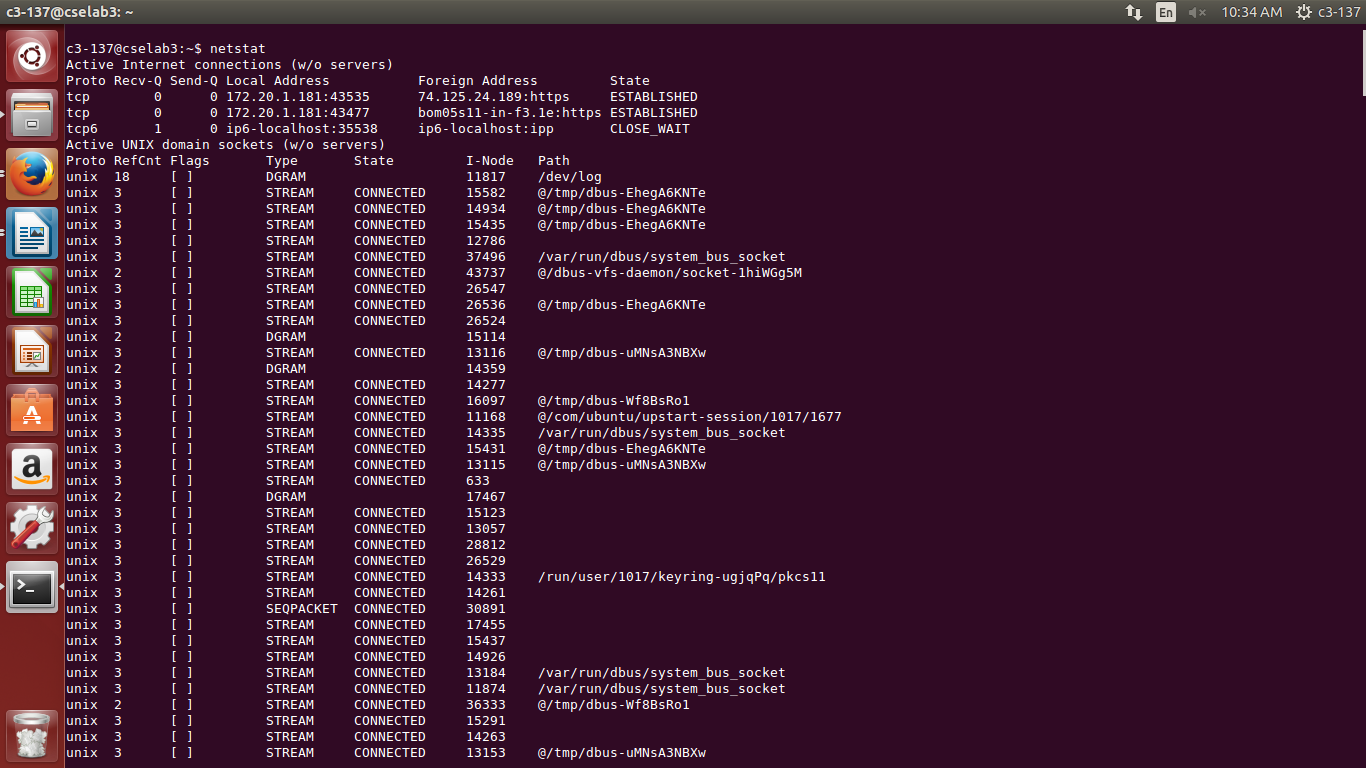 c3-137@cselab3: ~ En 10:34 AM c3-137
c3-137@cselab3:~$ netstat
Active Internet connections (w/o servers)
Proto Recv-Q Send-Q Local Address           Foreign Address         State
tcp        0      0 172.20.1.181:43535      74.125.24.189:https     ESTABLISHED
tcp        0      0 172.20.1.181:43477      bom05s11-in-f3.1e:https ESTABLISHED
tcp6       1      0 ip6-localhost:35538     ip6-localhost:ipp       CLOSE_WAIT
Active UNIX domain sockets (w/o servers)
Proto RefCnt Flags       Type       State         I-Node   Path
unix  18     [ ]         DGRAM                    11817    /dev/log
unix  3      [ ]         STREAM     CONNECTED     15582    @/tmp/dbus-EhegA6KNTe
unix  3      [ ]         STREAM     CONNECTED     14934    @/tmp/dbus-EhegA6KNTe
unix  3      [ ]         STREAM     CONNECTED     15435    @/tmp/dbus-EhegA6KNTe
unix  3      [ ]         STREAM     CONNECTED     12786
unix  3      [ ]         STREAM     CONNECTED     37496    /var/run/dbus/system_bus_socket
unix  2      [ ]         STREAM     CONNECTED     43737    @/dbus-vfs-daemon/socket-1hiWGg5M
unix  3      [ ]         STREAM     CONNECTED     26547
unix  3      [ ]         STREAM     CONNECTED     26536    @/tmp/dbus-EhegA6KNTe
unix  3      [ ]         STREAM     CONNECTED     26524
unix  2      [ ]         DGRAM                    15114
unix  3      [ ]         STREAM     CONNECTED     13116    @/tmp/dbus-uMNsA3NBXw
unix  2      [ ]         DGRAM                    14359
unix  3      [ ]         STREAM     CONNECTED     14277
unix  3      [ ]         STREAM     CONNECTED     16097    @/tmp/dbus-Wf8BsRo1
unix  3      [ ]         STREAM     CONNECTED     11168    @/com/ubuntu/upstart-session/1017/1677
unix  3      [ ]         STREAM     CONNECTED     14335    /var/run/dbus/system_bus_socket
unix  3      [ ]         STREAM     CONNECTED     15431    @/tmp/dbus-EhegA6KNTe
unix  3      [ ]         STREAM     CONNECTED     13115    @/tmp/dbus-uMNsA3NBXw
unix  3      [ ]         STREAM     CONNECTED     633
unix  2      [ ]         DGRAM                    17467
unix  3      [ ]         STREAM     CONNECTED     15123
unix  3      [ ]         STREAM     CONNECTED     13057
unix  3      [ ]         STREAM     CONNECTED     28812
unix  3      [ ]         STREAM     CONNECTED     26529
unix  3      [ ]         STREAM     CONNECTED     14333    /run/user/1017/keyring-ugjqPq/pkcs11
unix  3      [ ]         STREAM     CONNECTED     14261
unix  3      [ ]         SEQPACKET  CONNECTED     30891
unix  3      [ ]         STREAM     CONNECTED     17455
unix  3      [ ]         STREAM     CONNECTED     15437
unix  3      [ ]         STREAM     CONNECTED     14926
unix  3      [ ]         STREAM     CONNECTED     13184    /var/run/dbus/system_bus_socket
unix  3      [ ]         STREAM     CONNECTED     11874    /var/run/dbus/system_bus_socket
unix  2      [ ]         STREAM     CONNECTED     36333    @/tmp/dbus-Wf8BsRo1
unix  3      [ ]         STREAM     CONNECTED     15291
unix  3      [ ]         STREAM     CONNECTED     14263
unix  3      [ ]         STREAM     CONNECTED     13153    @/tmp/dbus-uMNsA3NBXw